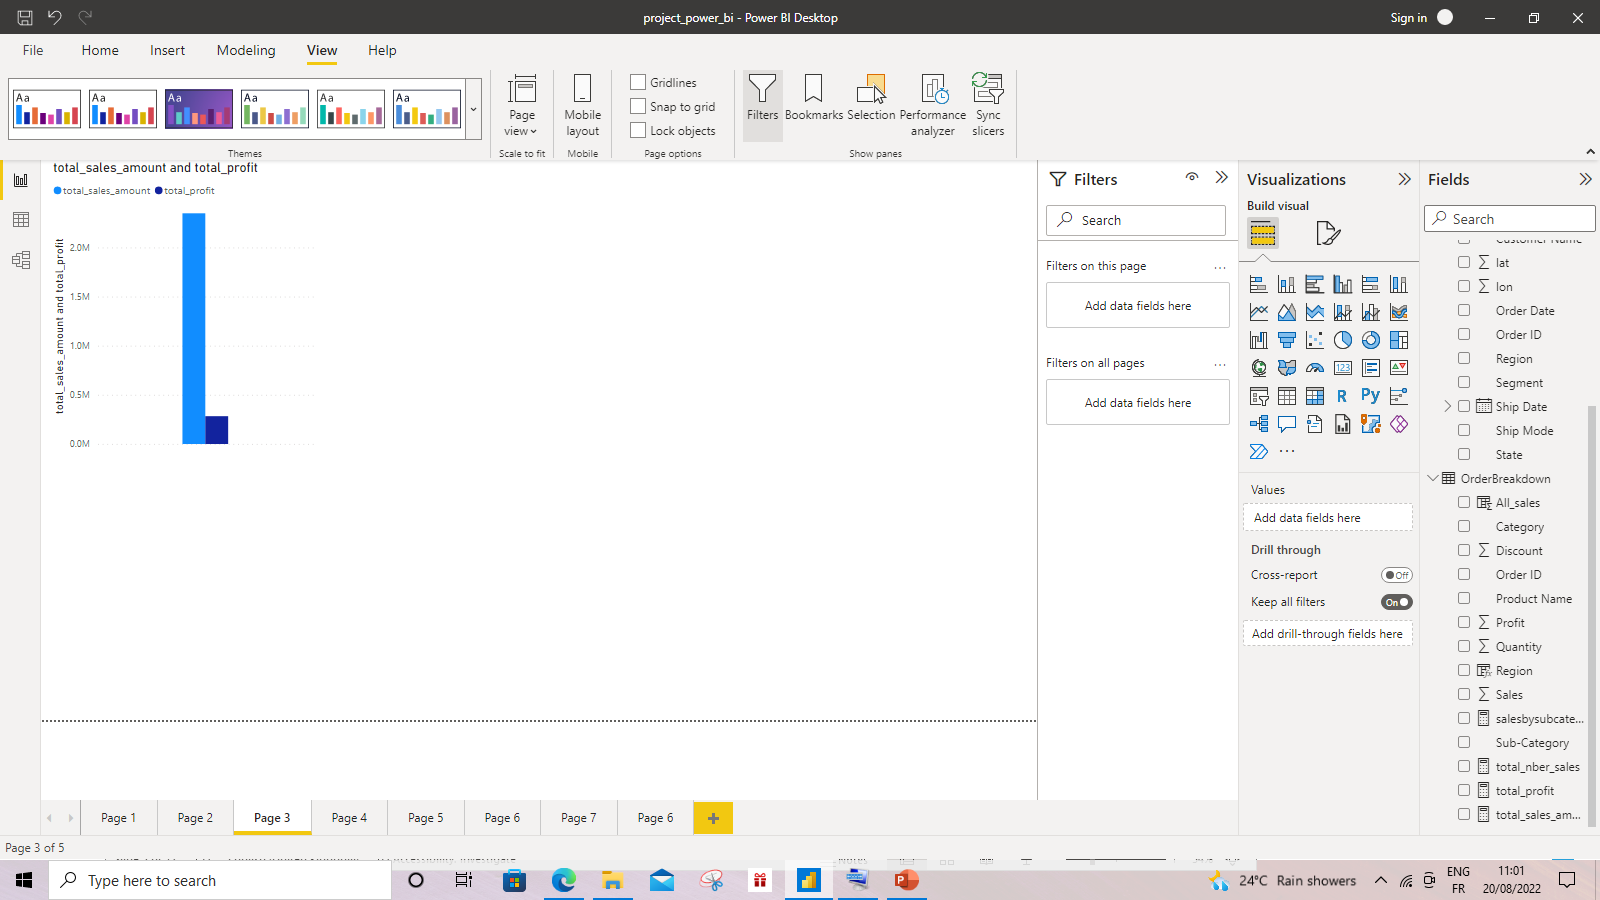 project_power_bi - Power BI Desktop
Sign in
File Home Insert Modeling View Help
Aa Aa Aa Aa Aa Aa
Themes
Page view
Scale to fit
Mobile layout
Mobile
Gridlines
Snap to grid
Lock objects
Page options
Filters
Bookmarks
Selection
Performance analyzer
Sync slicers
Show panes
total_sales_amount and total_profit
total_sales_amount total_profit
total_sales_amount and total_profit
2.0M
1.5M
1.0M
0.5M
0.0M
Filters
Search
Filters on this page ...
Add data fields here
Filters on all pages ...
Add data fields here
Visualizations
Build visual
123
R Py
...
Values
Add data fields here
Drill through
Cross-report Off
Keep all filters On
Add drill-through fields here
Fields
Search
Customer Name
lat
lon
Order Date
Order ID
Region
Segment
Ship Date
Ship Mode
State
OrderBreakdown
All_sales
Category
Discount
Order ID
Product Name
Profit
Quantity
Region
Sales
salesbysubcate...
Sub-Category
total_nber_sales
total_profit
total_sales_am...
Page 1 Page 2 Page 3 Page 4 Page 5 Page 6 Page 7 Page 6 +
Page 3 of 5
Type here to search
24°C Rain showers
ENG
FR
11:01
20/08/2022